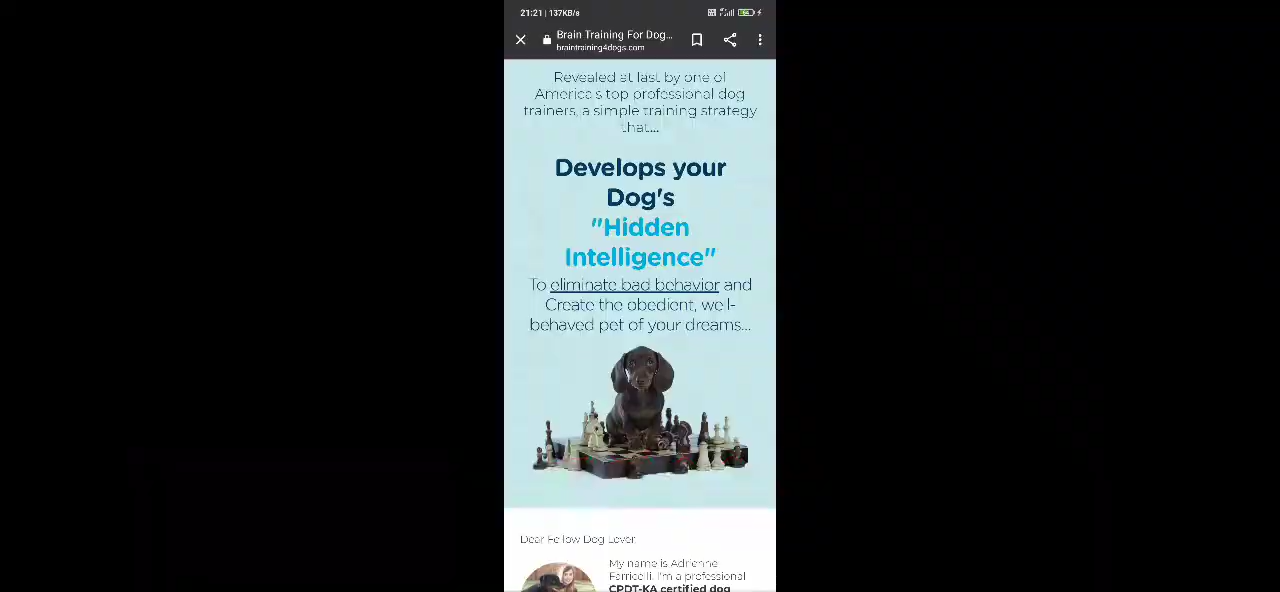 21:21 | 137KB/s
Brain Training For Dog...
braintraining4dogs.com
Revealed at last by one of
America's top professional dog
trainers, a simple training strategy
that...
Develops your
Dog's
"Hidden
Intelligence"
To eliminate bad behavior and
Create the obedient, well-
behaved pet of your dreams...
Dear Fellow Dog Lover
My name is Adrienne
Farricelli. I'm a professional
CPDT-KA certified dog